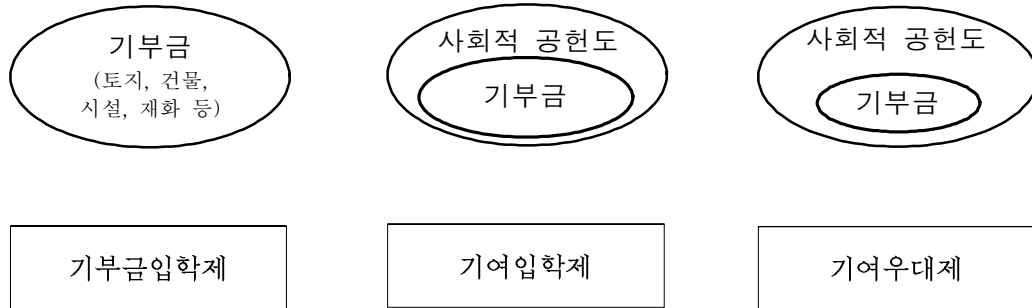 기부금
(토지, 건물,
시설, 재화 등)
사회적 공헌도
기부금
사회적 공헌도
기부금
기부금입학제
기여입학제
기여우대제